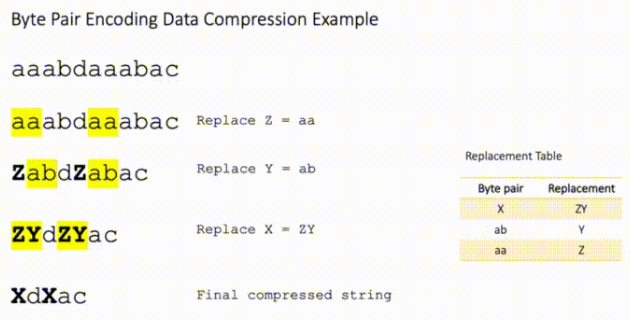 Byte Pair Encoding Data Compression Example
aaabdaaabac
aaabdaaabac Replace Z = aa
ZabdZabac Replace Y = ab
ZYdZYac Replace X = ZY
XdXac Final compressed string
Replacement Table
Byte pair Replacement
X ZY
ab Y
aa Z